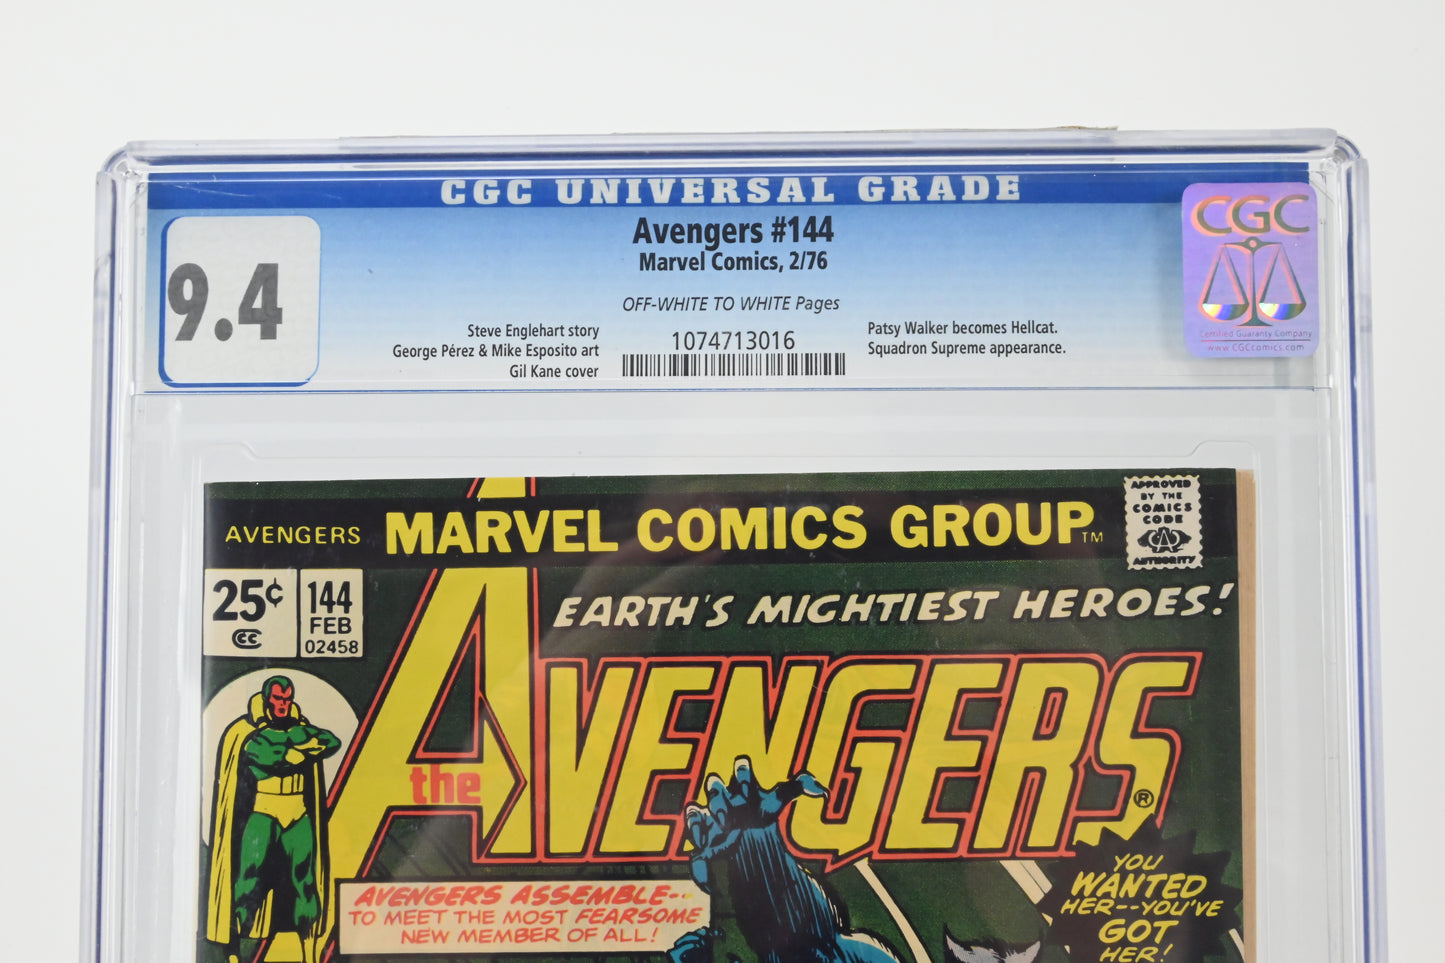 CGC UNIVERSAL GRADE
9.4
Avengers #144
Marvel Comics, 2/76
OFF-WHITE TO WHITE Pages
Steve Englehart story
George Pérez & Mike Esposito art
Gil Kane cover
1074713016
Patsy Walker becomes Hellcat.
Squadron Supreme appearance.
CGC
Certified Guaranty Company
www.CGCcomics.com
AVENGERS
MARVEL COMICS GROUP™
APPROVED
BY THE
COMICS
CODE
CA
AUTHORITY
25¢
CC
144
FEB
02458
EARTH'S MIGHTIEST HEROES!
the AVENGERS®
AVENGERS ASSEMBLE--
TO MEET THE MOST FEARSOME
NEW MEMBER OF ALL!
YOU
WANTED
HER--YOU'VE
GOT
HER!